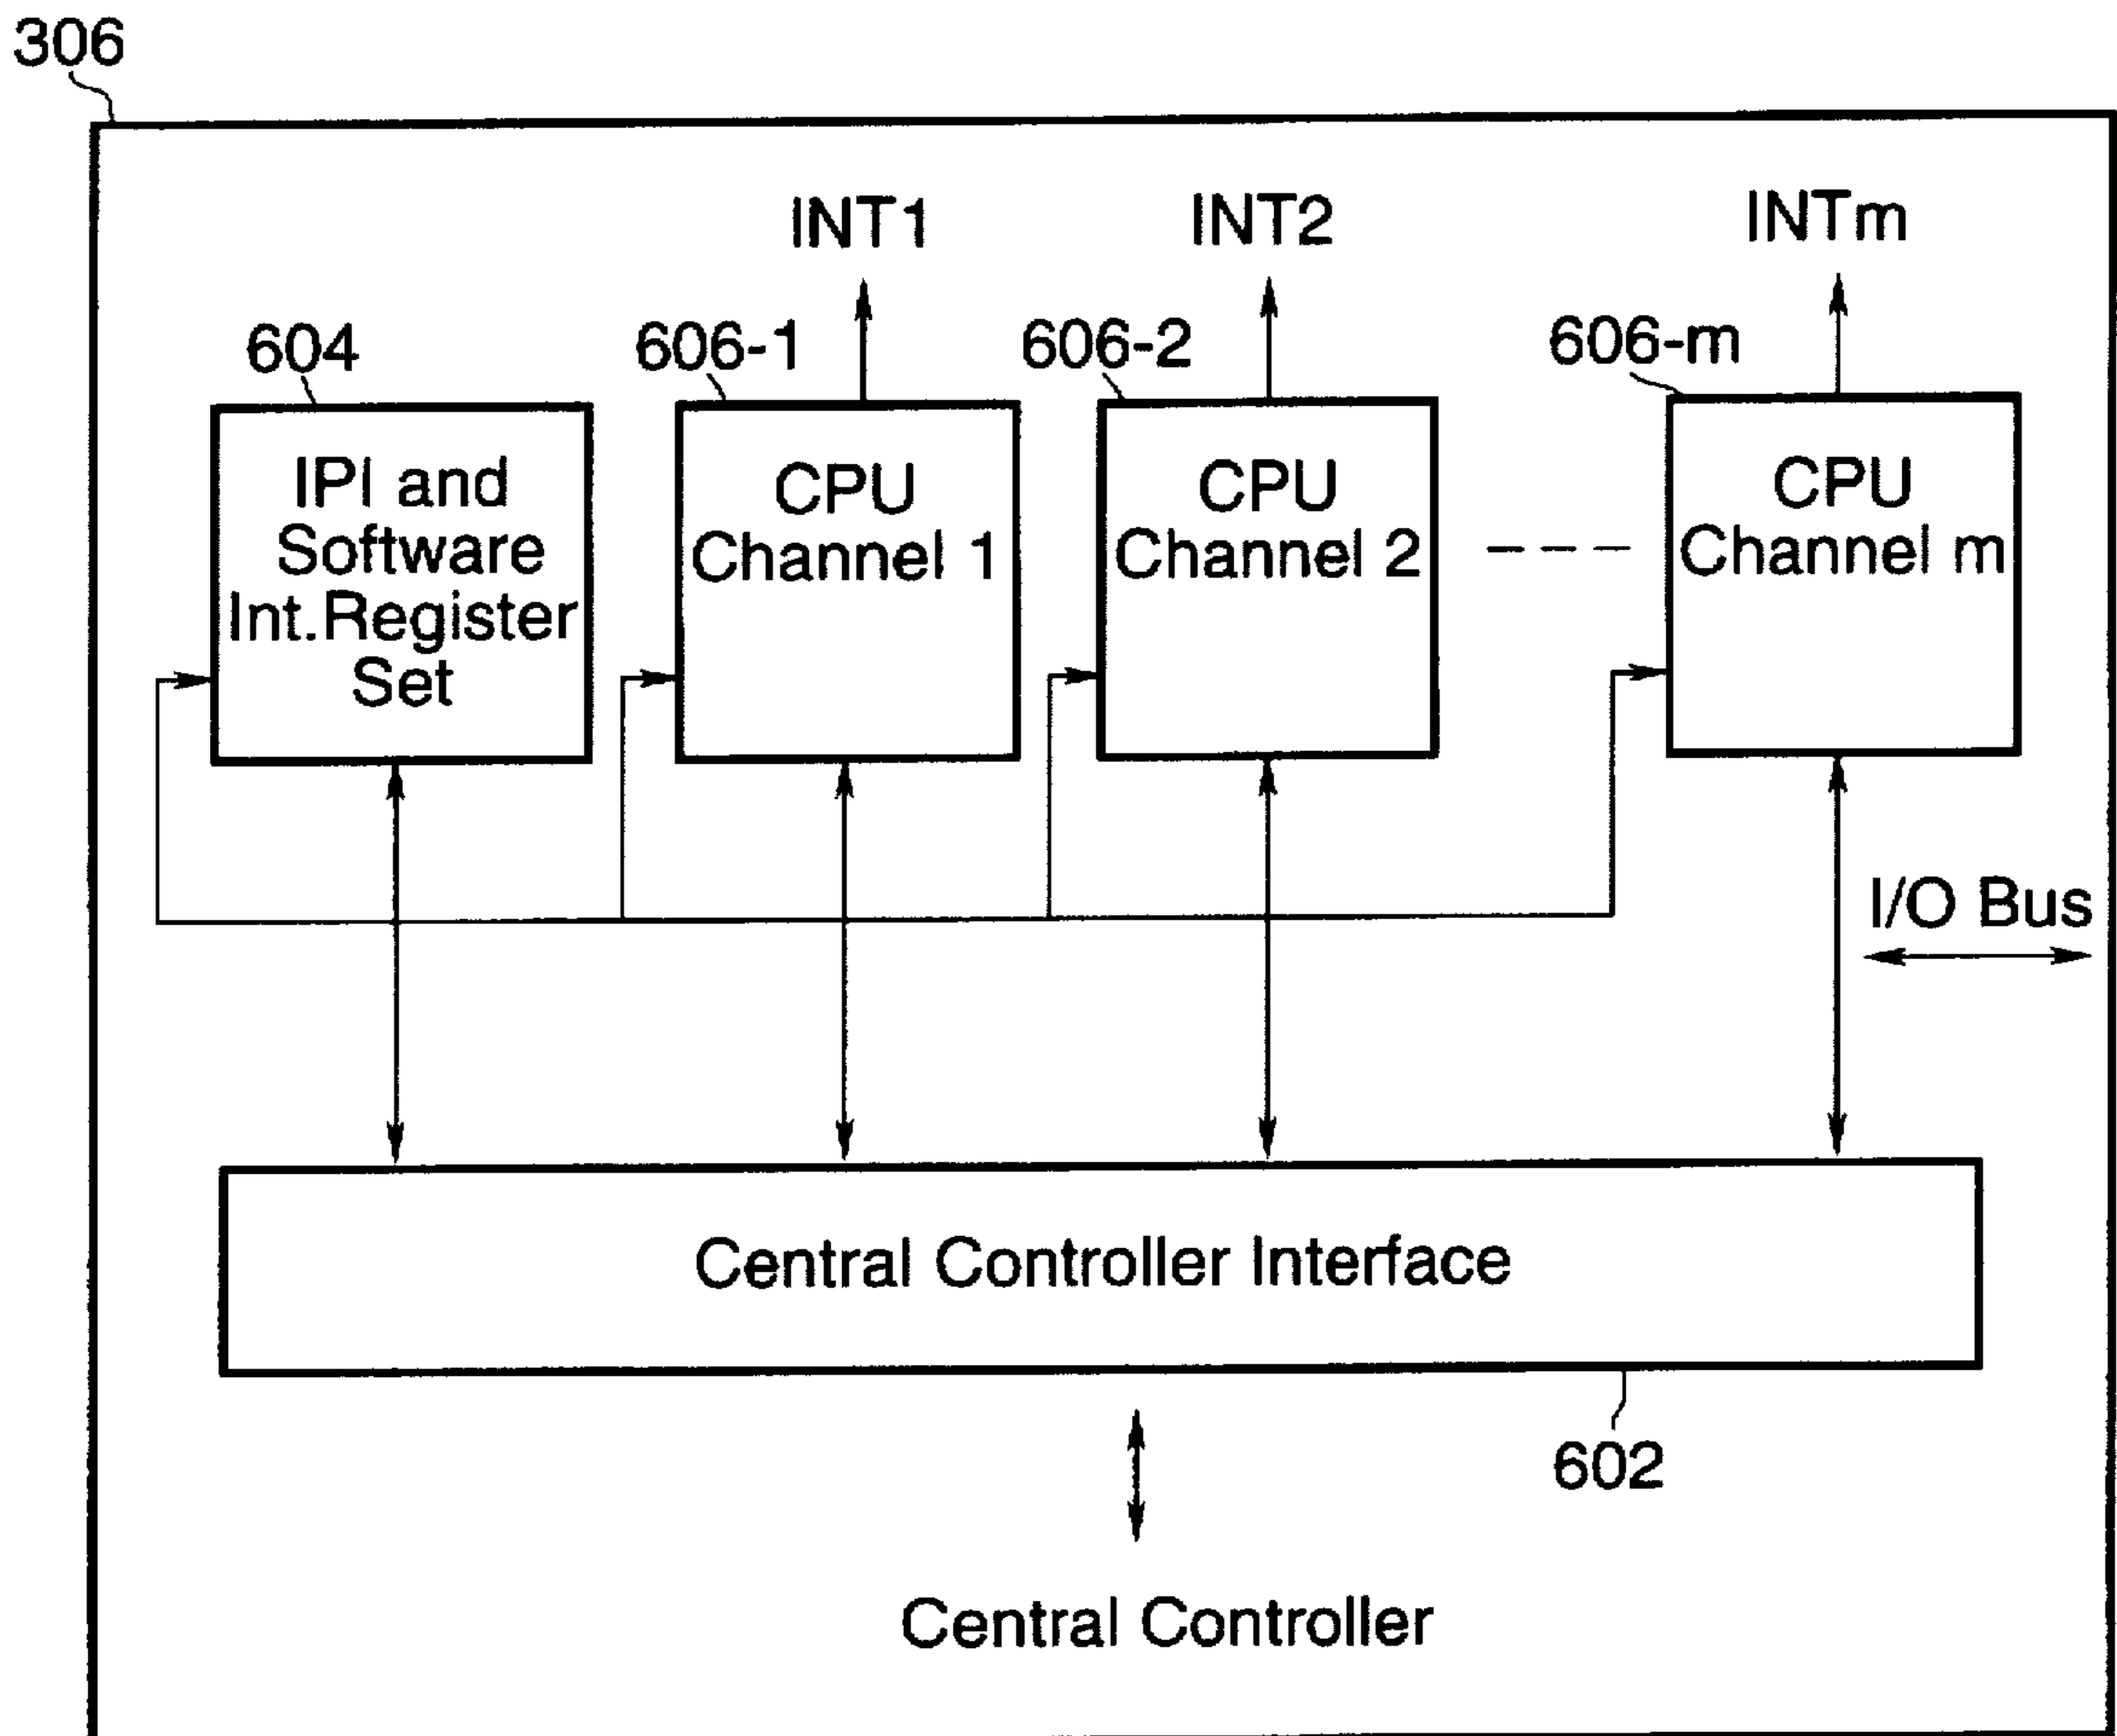 306
INT1
INT2
INTm
604
606-1
606-2
606-m
IPI and
Software
Int.Register
Set
CPU
Channel 1
CPU
Channel 2
CPU
Channel m
I/O Bus
Central Controller Interface
602
Central Controller